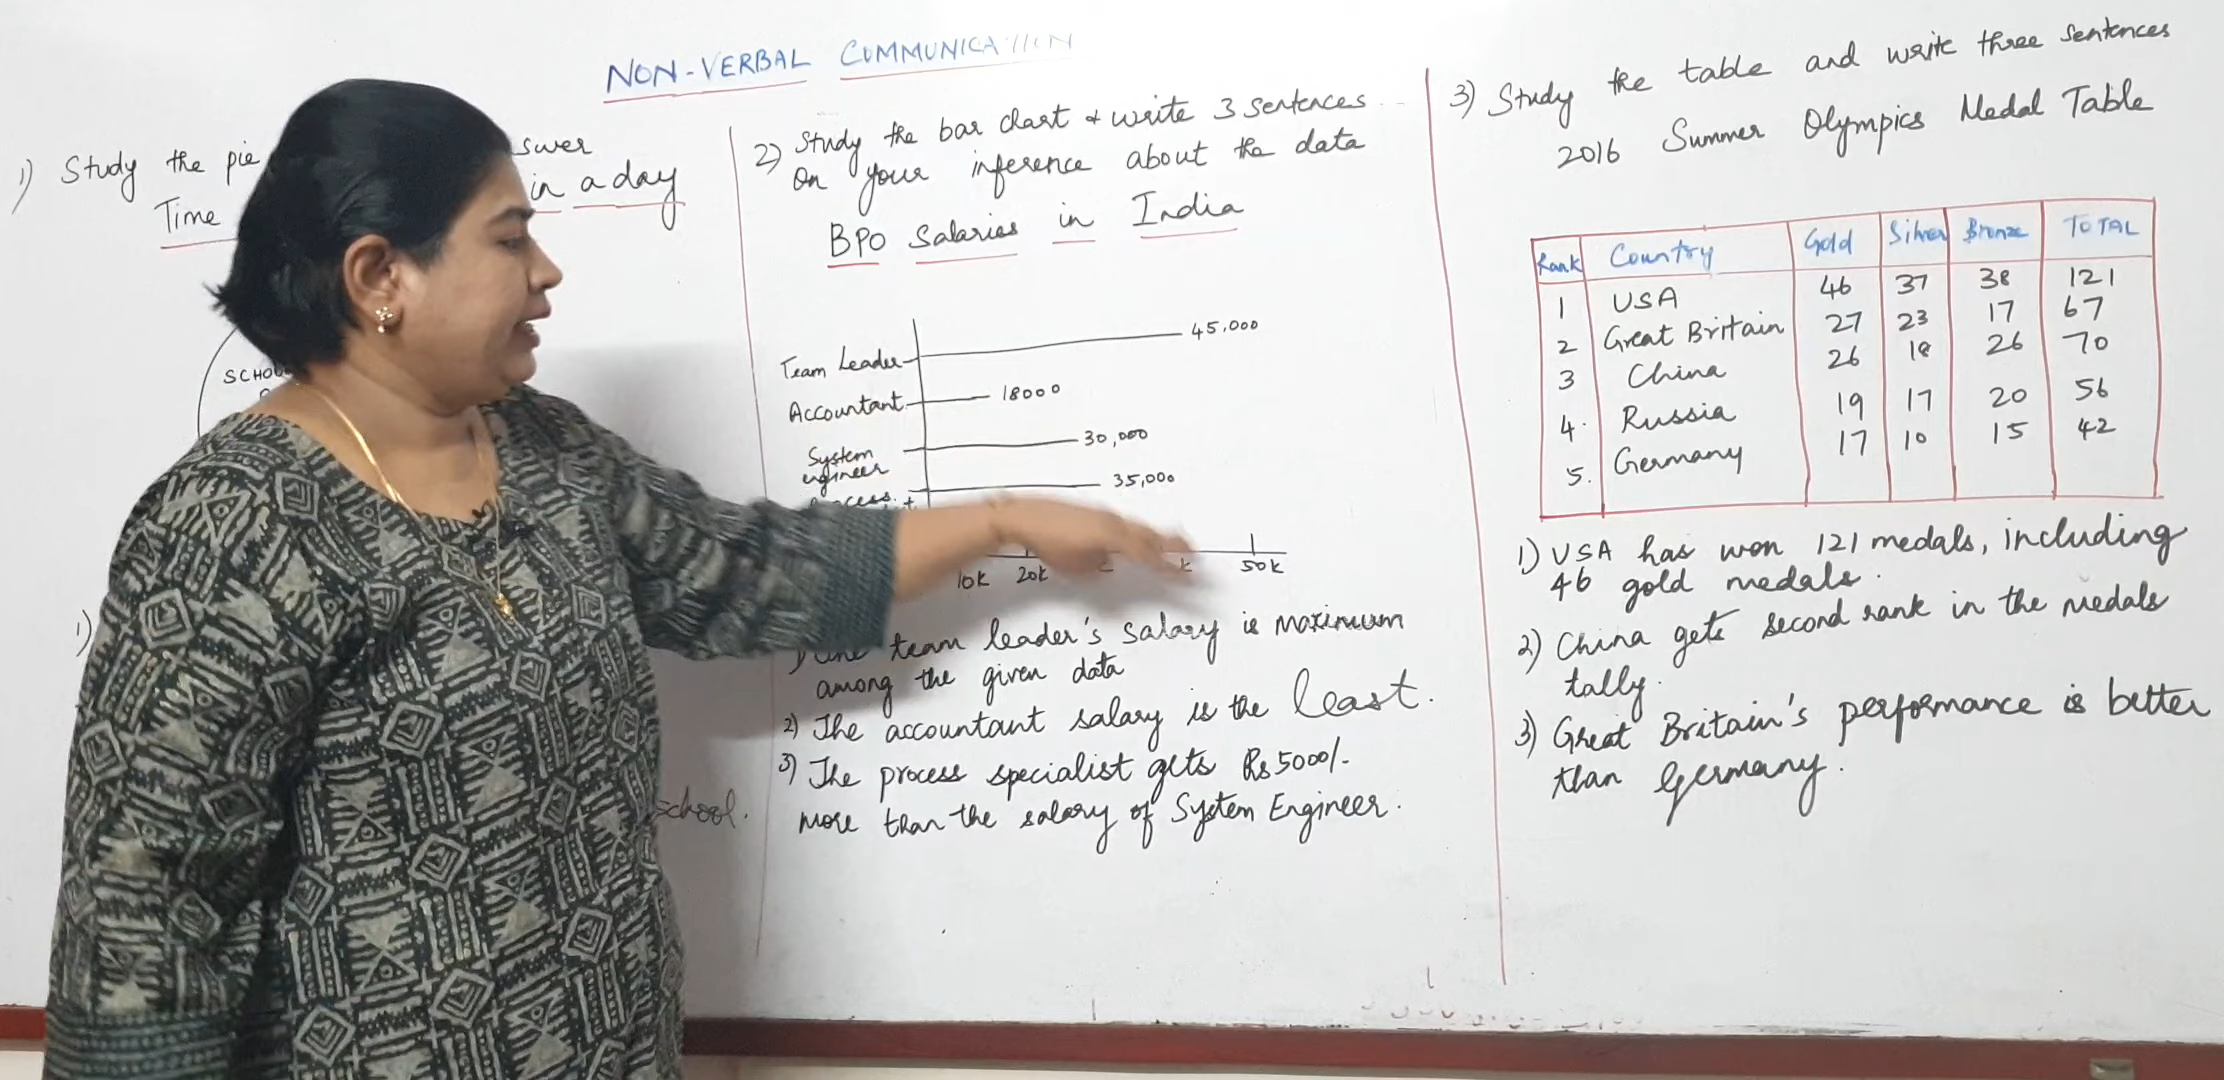 NON-VERBAL COMMUNICATION
1) Study the pie swer
Time in a day
SCHOOL
1)
school.
2) Study the bar chart & write 3 sentences
on your inference about the data
BPO Salaries in India
Team Leader 45,000
Accountant 18000
System 30,000
engineer
Process 35,000
10k 20k 50k
1) The team leader's salary is maximum
among the given data
2) The accountant salary is the least.
3) The process specialist gets Rs 5000/-
more than the salary of System Engineer.
3) Study the table and write three sentences
2016 Summer Olympics Medal Table
Rank Country Gold Silver Bronze TOTAL
1 USA 46 37 38 121
2 Great Britain 27 23 17 67
3 China 26 18 26 70
4. Russia 19 17 20 56
5. Germany 17 10 15 42
1) USA has won 121 medals, including
46 gold medals.
2) China gets second rank in the medals
tally.
3) Great Britain's performance is better
than Germany.